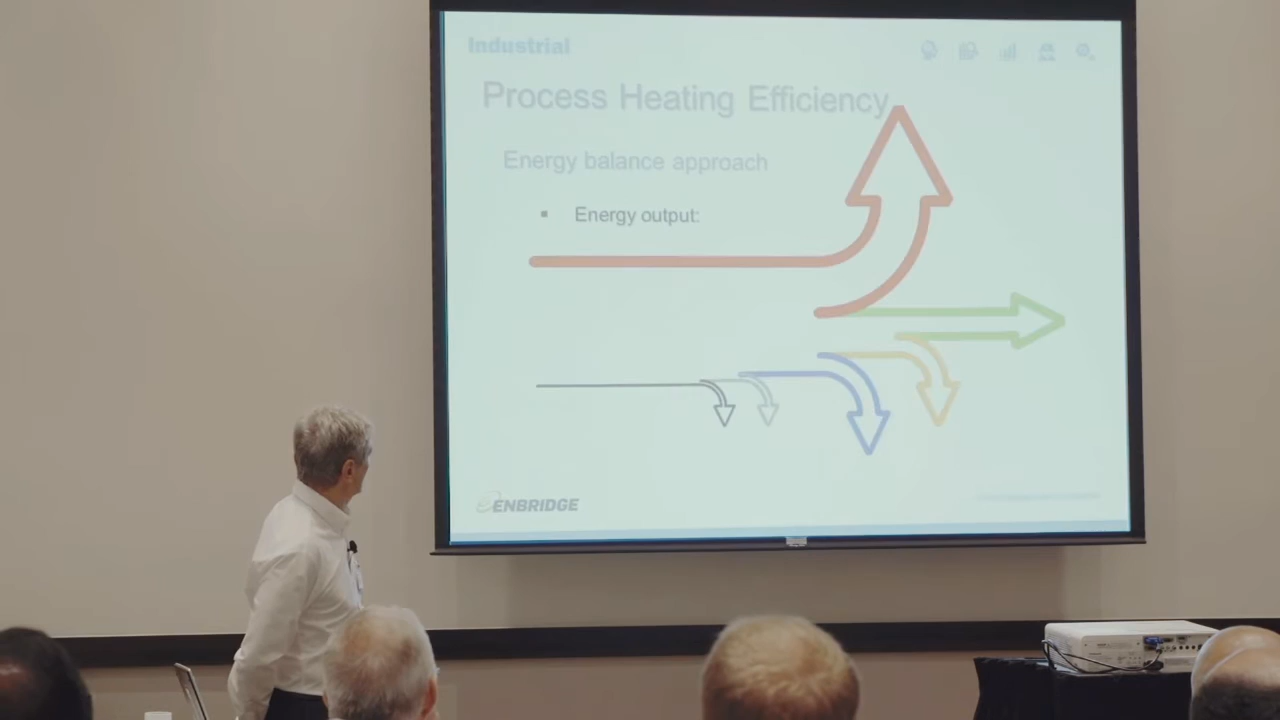 Industrial
Process Heating Efficiency
Energy balance approach
▪ Energy output:
ENBRIDGE